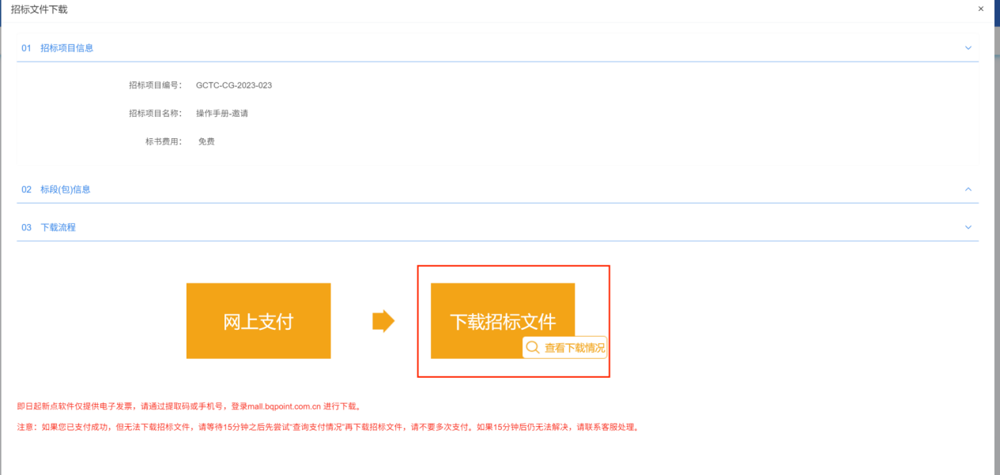 招标文件下载
×
01 招标项目信息
招标项目编号： GCTC-CG-2023-023
招标项目名称： 操作手册-邀请
标书费用： 免费
02 标段(包)信息
03 下载流程
网上支付
下载招标文件
查看下载情况
即日起新点软件仅提供电子发票，请通过提取码或手机号，登录mall.bqpoint.com.cn 进行下载。
注意：如果您已支付成功，但无法下载招标文件，请等待15分钟之后先尝试“查询支付情况”再下载招标文件，请不要多次支付。如果15分钟后仍无法解决，请联系客服处理。